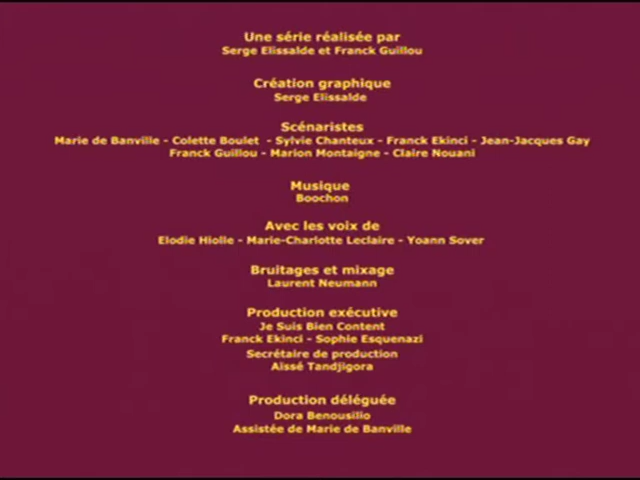 Une série réalisée par
Serge Elissalde et Franck Guillou
Création graphique
Serge Elissalde
Scénaristes
Marie de Banville - Colette Boulet - Sylvie Chanteux - Franck Ekinci - Jean-Jacques Gay
Franck Guillou - Marion Montaigne - Claire Nouani
Musique
Boochon
Avec les voix de
Elodie Hiolle - Marie-Charlotte Leclaire - Yoann Sover
Bruitages et mixage
Laurent Neumann
Production exécutive
Je Suis Bien Content
Franck Ekinci - Sophie Esquenazi
Secrétaire de production
Aissé Tandjigora
Production déléguée
Dora Benousilio
Assistée de Marie de Banville